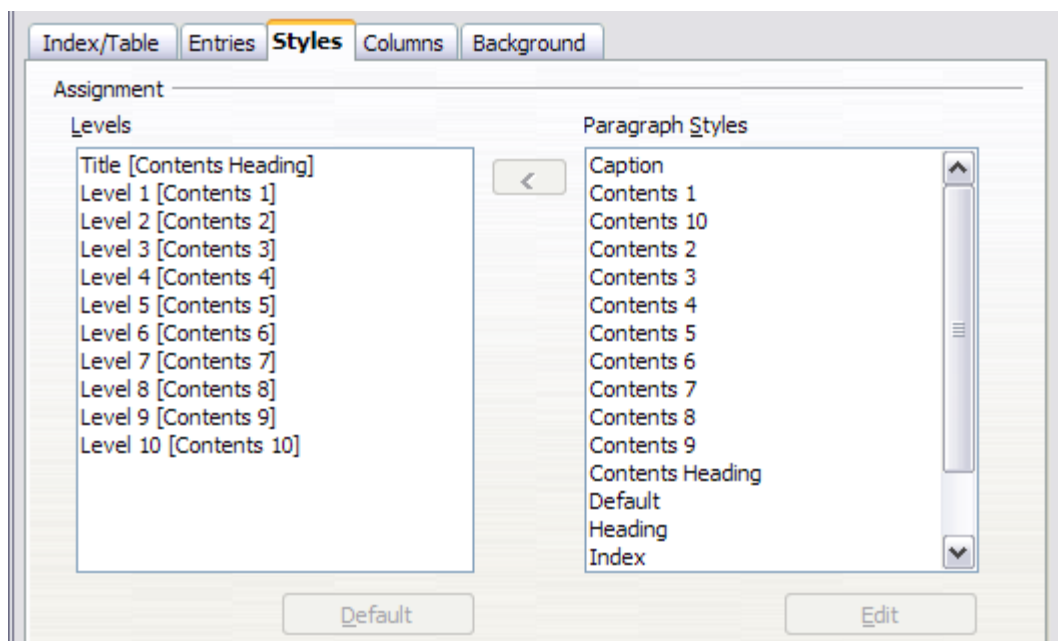 Index/Table Entries Styles Columns Background
Assignment
Levels
Title [Contents Heading]
Level 1 [Contents 1]
Level 2 [Contents 2]
Level 3 [Contents 3]
Level 4 [Contents 4]
Level 5 [Contents 5]
Level 6 [Contents 6]
Level 7 [Contents 7]
Level 8 [Contents 8]
Level 9 [Contents 9]
Level 10 [Contents 10]
Default
<
Paragraph Styles
Caption
Contents 1
Contents 10
Contents 2
Contents 3
Contents 4
Contents 5
Contents 6
Contents 7
Contents 8
Contents 9
Contents Heading
Default
Heading
Index
Edit